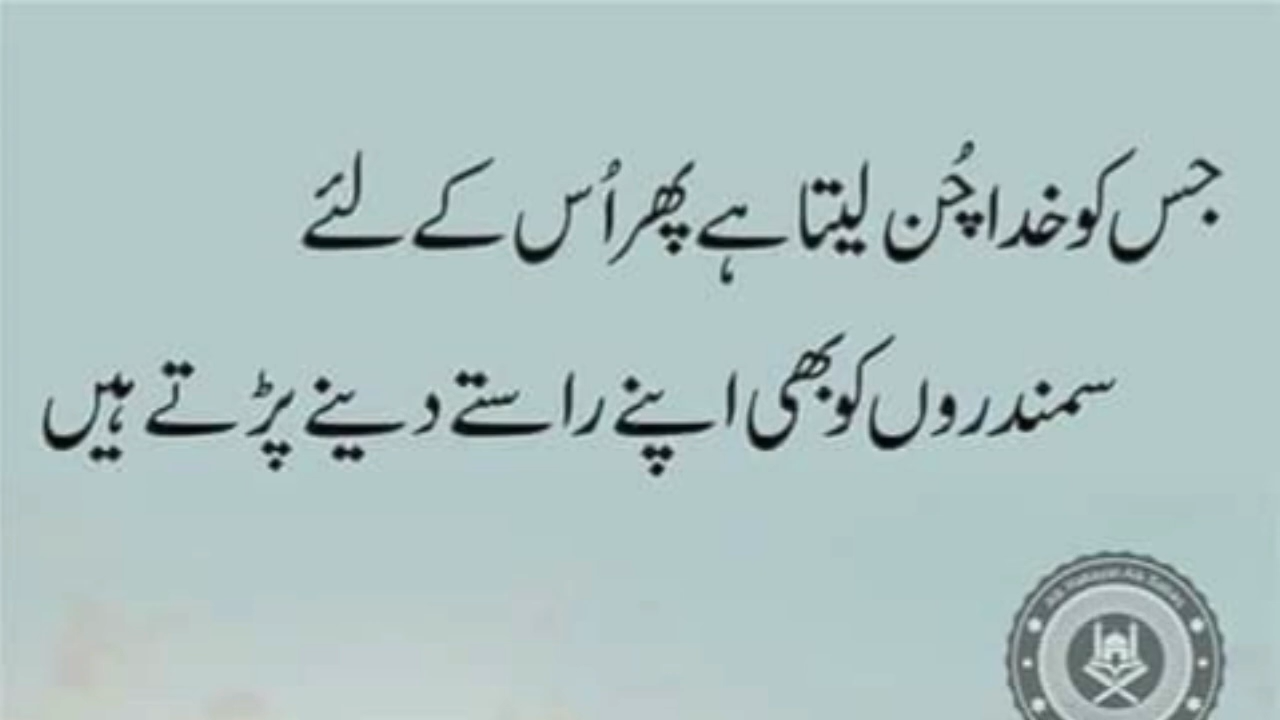 جس کو خدا چُن لیتا ہے پھر اُس کے لئے
سمندروں کو بھی اپنے راستے دینے پڑتے ہیں